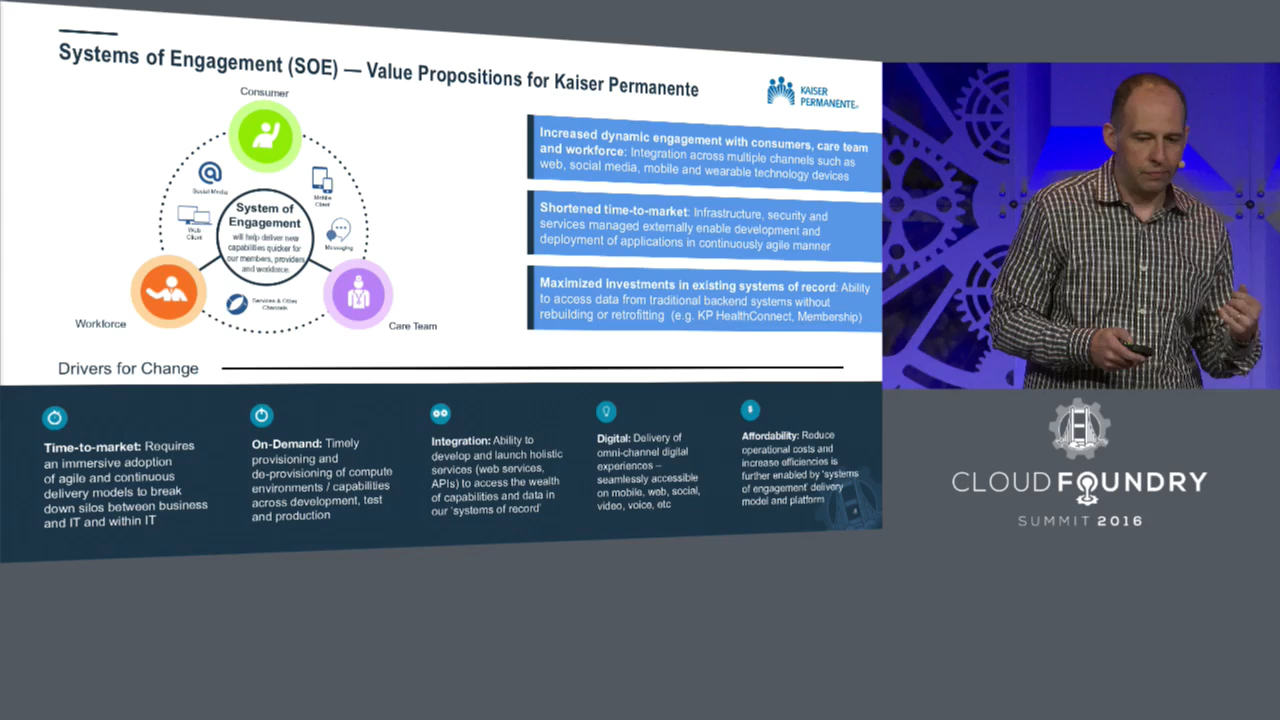 Systems of Engagement (SOE) — Value Propositions for Kaiser Permanente
KAISER
PERMANENTE®
Consumer
Social Media
Mobile
Client
Web
Client
Messaging
System of
Engagement
will help deliver new
capabilities quicker for
our members, providers
and workforce.
Services & Other
Channels
Workforce
Care Team
Increased dynamic engagement with consumers, care team
and workforce: Integration across multiple channels such as
web, social media, mobile and wearable technology devices
Shortened time-to-market: Infrastructure, security and
services managed externally enable development and
deployment of applications in continuously agile manner
Maximized Investments in existing systems of record: Ability
to access data from traditional backend systems without
rebuilding or retrofitting (e.g. KP HealthConnect, Membership)
Drivers for Change
Time-to-market: Requires
an immersive adoption
of agile and continuous
delivery models to break
down silos between business
and IT and within IT
On-Demand: Timely
provisioning and
de-provisioning of compute
environments / capabilities
across development, test
and production
Integration: Ability to
develop and launch holistic
services (web services,
APIs) to access the wealth
of capabilities and data in
our 'systems of record'
Digital: Delivery of
omni-channel digital
experiences –
seamlessly accessible
on mobile, web, social,
video, voice, etc
$
Affordability: Reduce
operational costs and
increase efficiencies is
further enabled by 'systems
of engagement' delivery
model and platform
CLOUD FOUNDRY
SUMMIT 2016